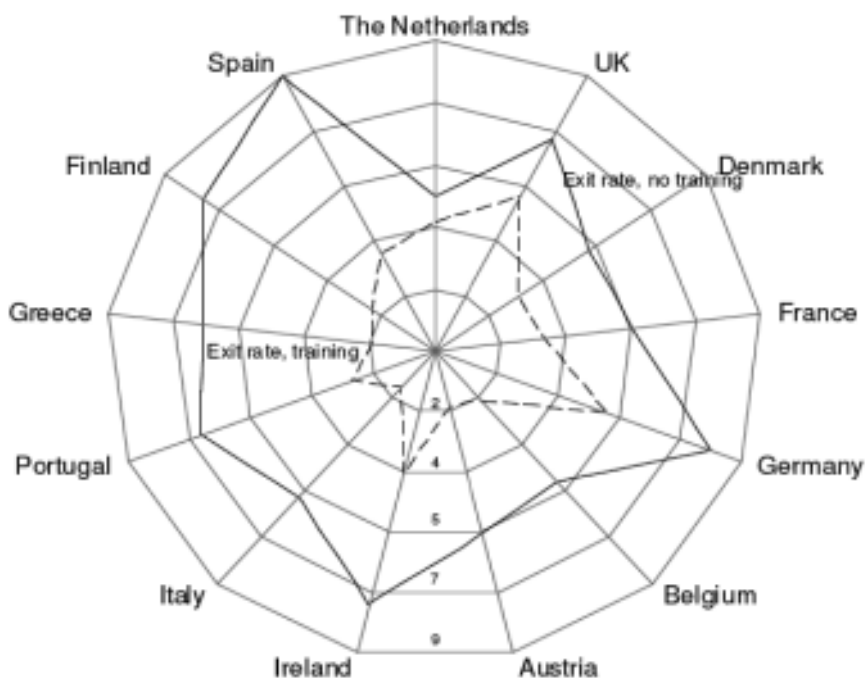 The Netherlands
Spain
UK
Finland
Exit rate, no training
Denmark
Greece
France
Exit rate, training
2
Portugal
4
Germany
5
7
Italy
Belgium
9
Ireland
Austria